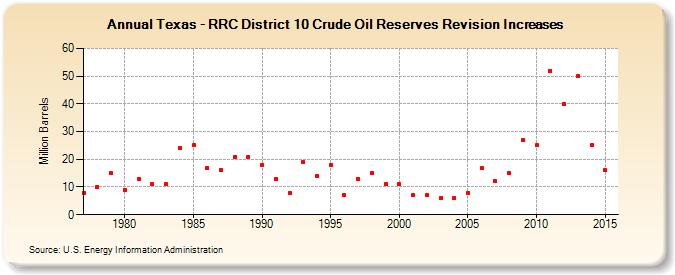 Annual Texas - RRC District 10 Crude Oil Reserves Revision Increases
Million Barrels
60
50
40
30
20
10
0
1980 1985 1990 1995 2000 2005 2010 2015
Source: U.S. Energy Information Administration